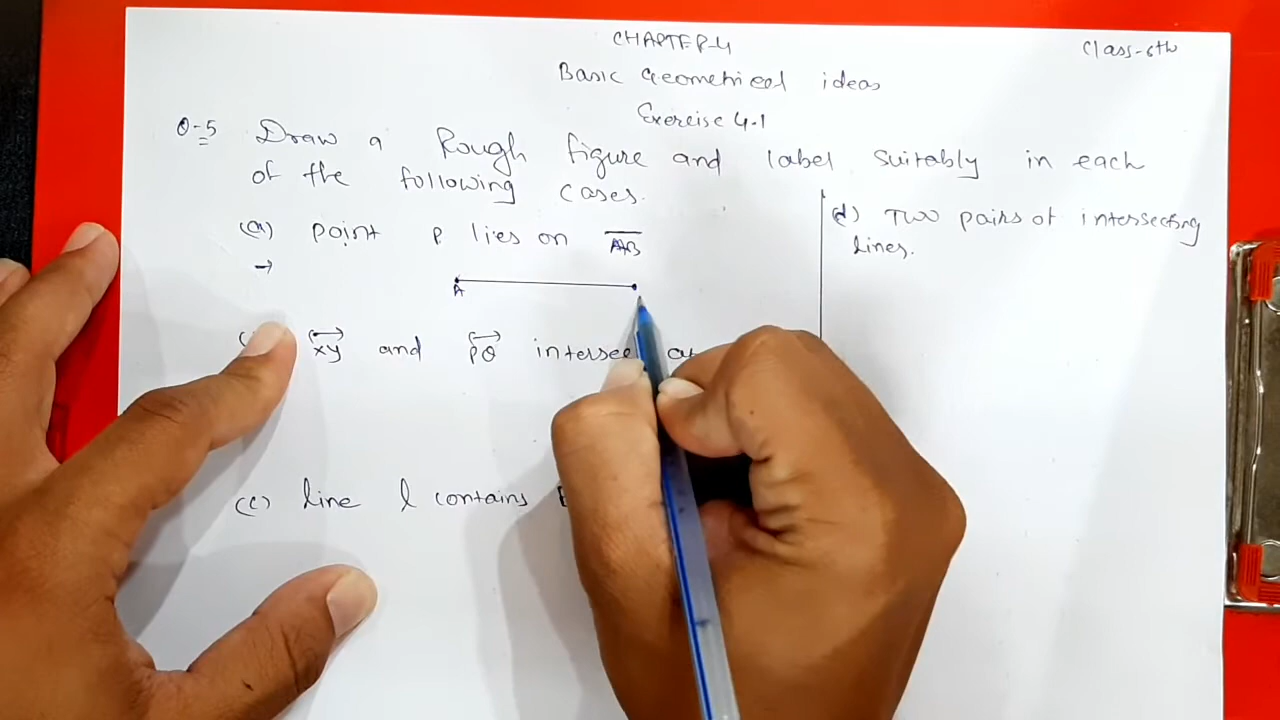 CHAPTER-4
Class-6th
Basic Geometrical ideas
Exercise 4.1
Q-5 Draw a Rough figure and label suitably in each
of the following cases.
(a) point P lies on AB
→
A
XY and PQ intersect at
(c) line l contains
(d) Two pairs of intersecting
lines.